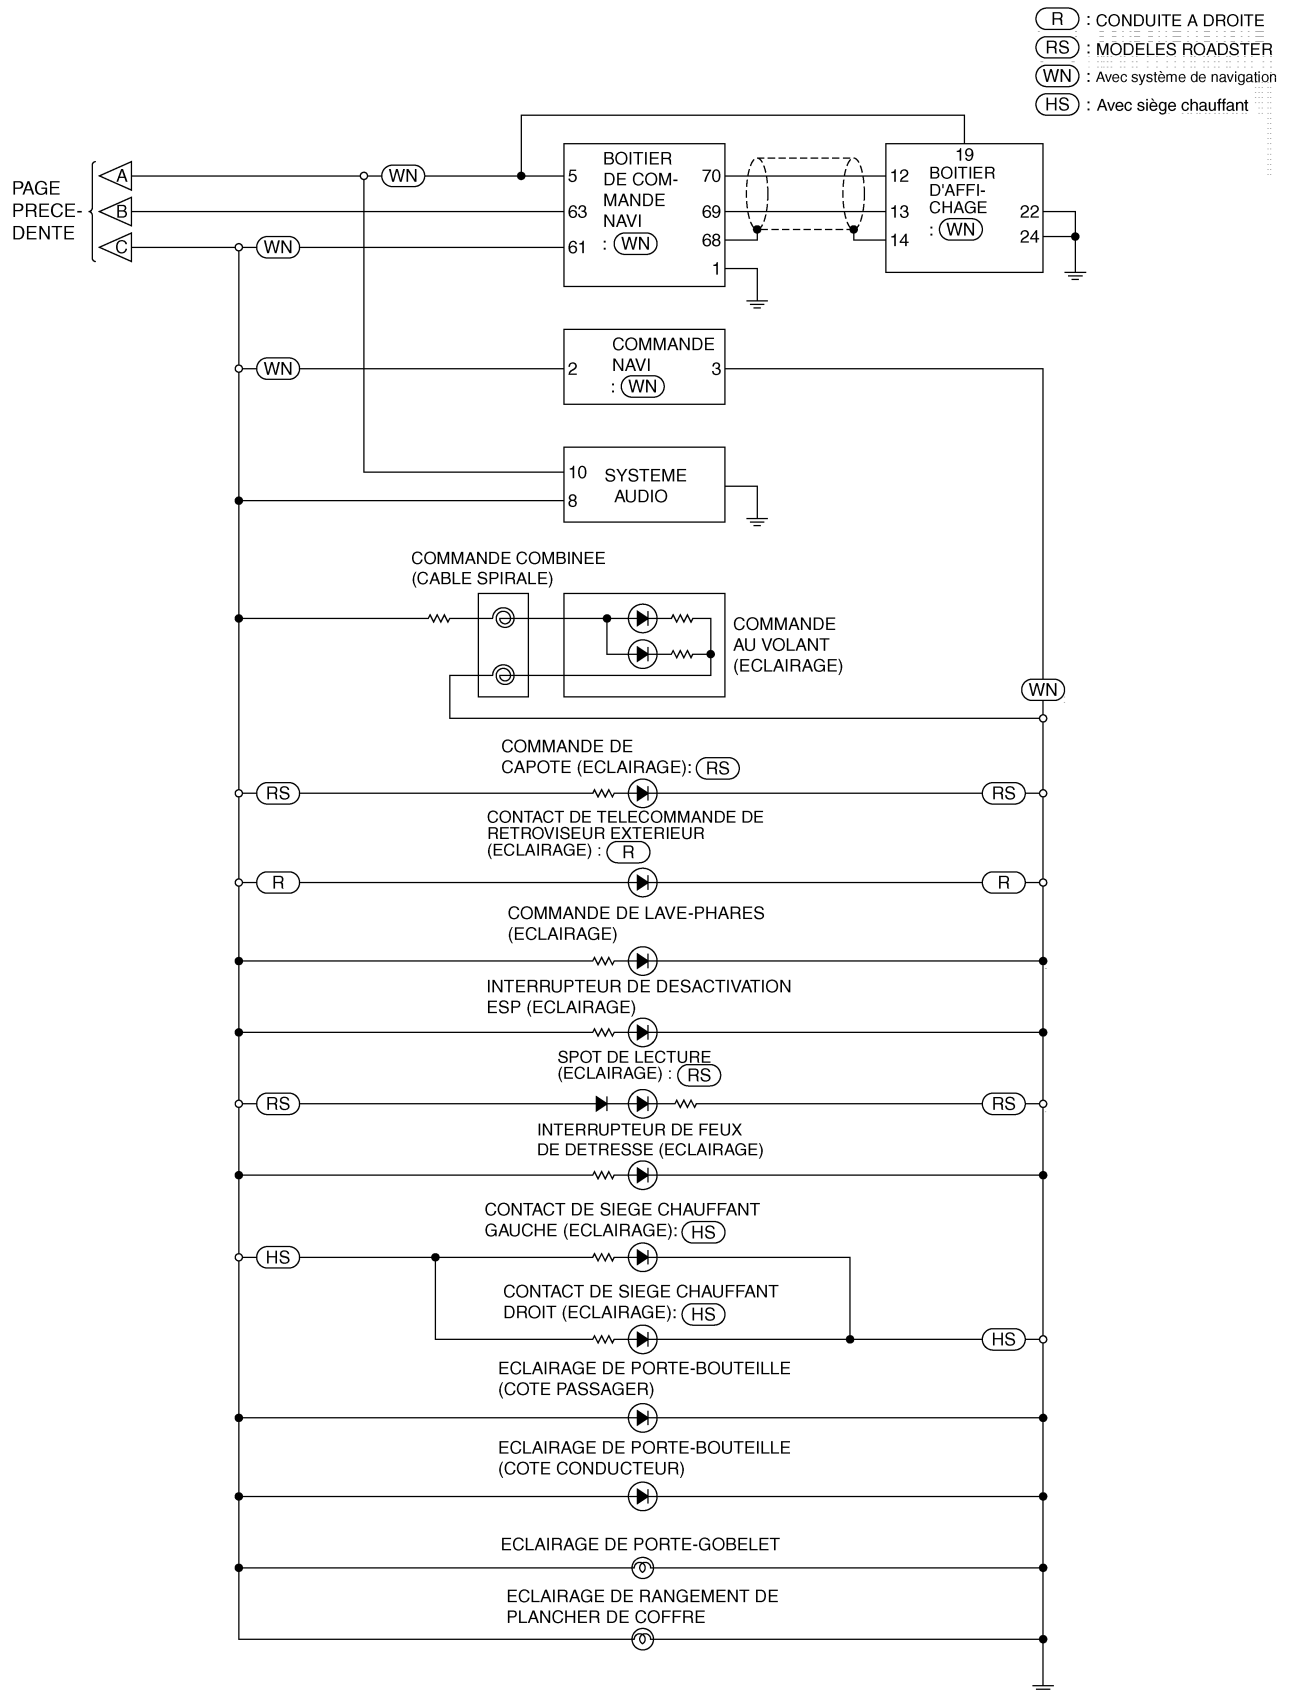 R : CONDUITE A DROITE
RS : MODELES ROADSTER
WN : Avec système de navigation
HS : Avec siège chauffant
PAGE
PRECE-
DENTE
A
B
C
WN
WN
5
63
61
BOITIER
DE COM-
MANDE
NAVI
: WN
70
69
68
1
19
BOITIER
D'AFFI-
CHAGE
: WN
12
13
14
22
24
WN
2
COMMANDE
NAVI
: WN
3
10
8
SYSTEME
AUDIO
COMMANDE COMBINEE
(CABLE SPIRALE)
COMMANDE
AU VOLANT
(ECLAIRAGE)
WN
COMMANDE DE
CAPOTE (ECLAIRAGE): RS
RS
RS
CONTACT DE TELECOMMANDE DE
RETROVISEUR EXTERIEUR
(ECLAIRAGE) : R
R
R
COMMANDE DE LAVE-PHARES
(ECLAIRAGE)
INTERRUPTEUR DE DESACTIVATION
ESP (ECLAIRAGE)
SPOT DE LECTURE
(ECLAIRAGE) : RS
RS
RS
INTERRUPTEUR DE FEUX
DE DETRESSE (ECLAIRAGE)
CONTACT DE SIEGE CHAUFFANT
GAUCHE (ECLAIRAGE): HS
HS
CONTACT DE SIEGE CHAUFFANT
DROIT (ECLAIRAGE): HS
HS
ECLAIRAGE DE PORTE-BOUTEILLE
(COTE PASSAGER)
ECLAIRAGE DE PORTE-BOUTEILLE
(COTE CONDUCTEUR)
ECLAIRAGE DE PORTE-GOBELET
ECLAIRAGE DE RANGEMENT DE
PLANCHER DE COFFRE